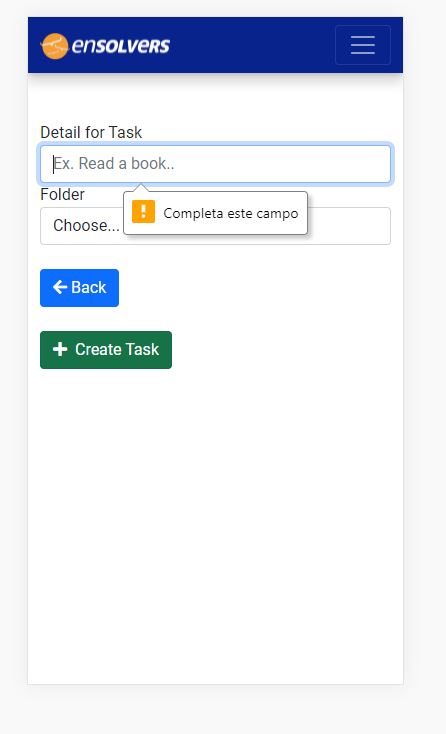 ensolvers
Detail for Task
Ex. Read a book..
Folder
Completa este campo
Choose...
Back
Create Task